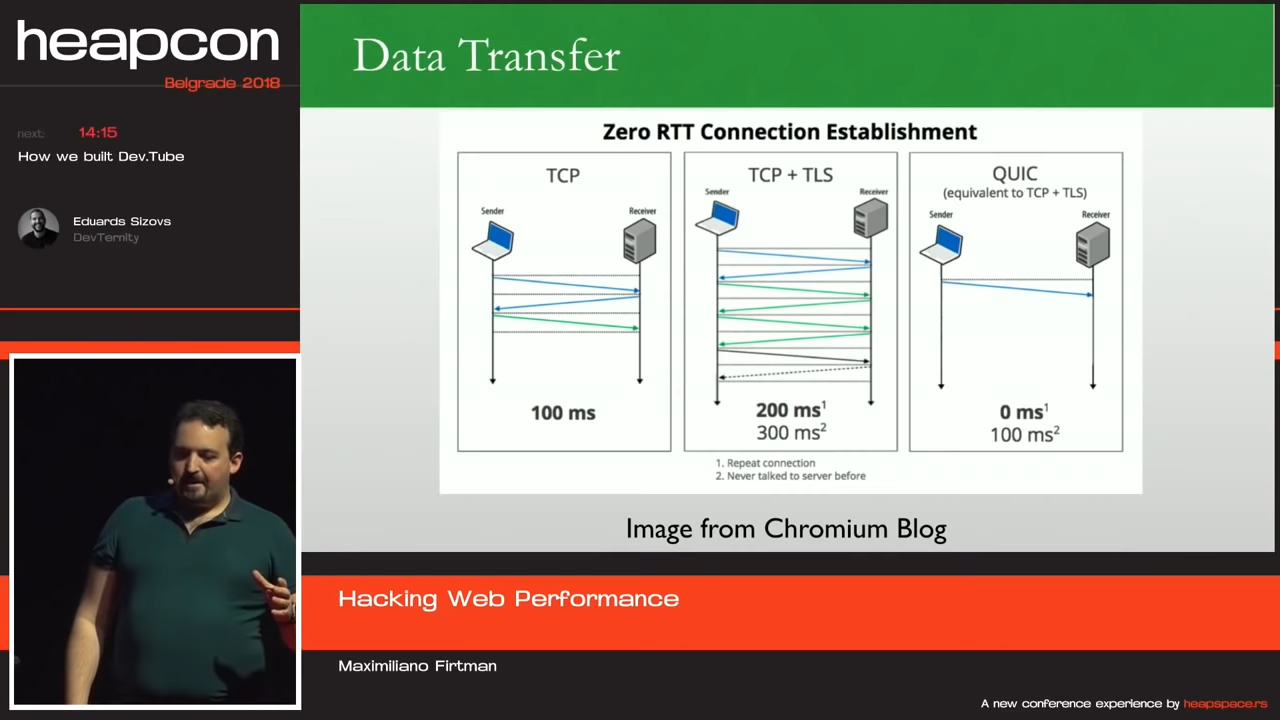 heapcon
Belgrade 2018
next: 14:15
How we built Dev.Tube
Eduards Sizovs
DevTernity
Data Transfer
Zero RTT Connection Establishment
TCP
Sender
Receiver
100 ms
TCP + TLS
Sender
Receiver
200 ms¹
300 ms²
QUIC
(equivalent to TCP + TLS)
Sender
Receiver
0 ms¹
100 ms²
1. Repeat connection
2. Never talked to server before
Image from Chromium Blog
Hacking Web Performance
Maximiliano Firtman
A new conference experience by heapspace.rs